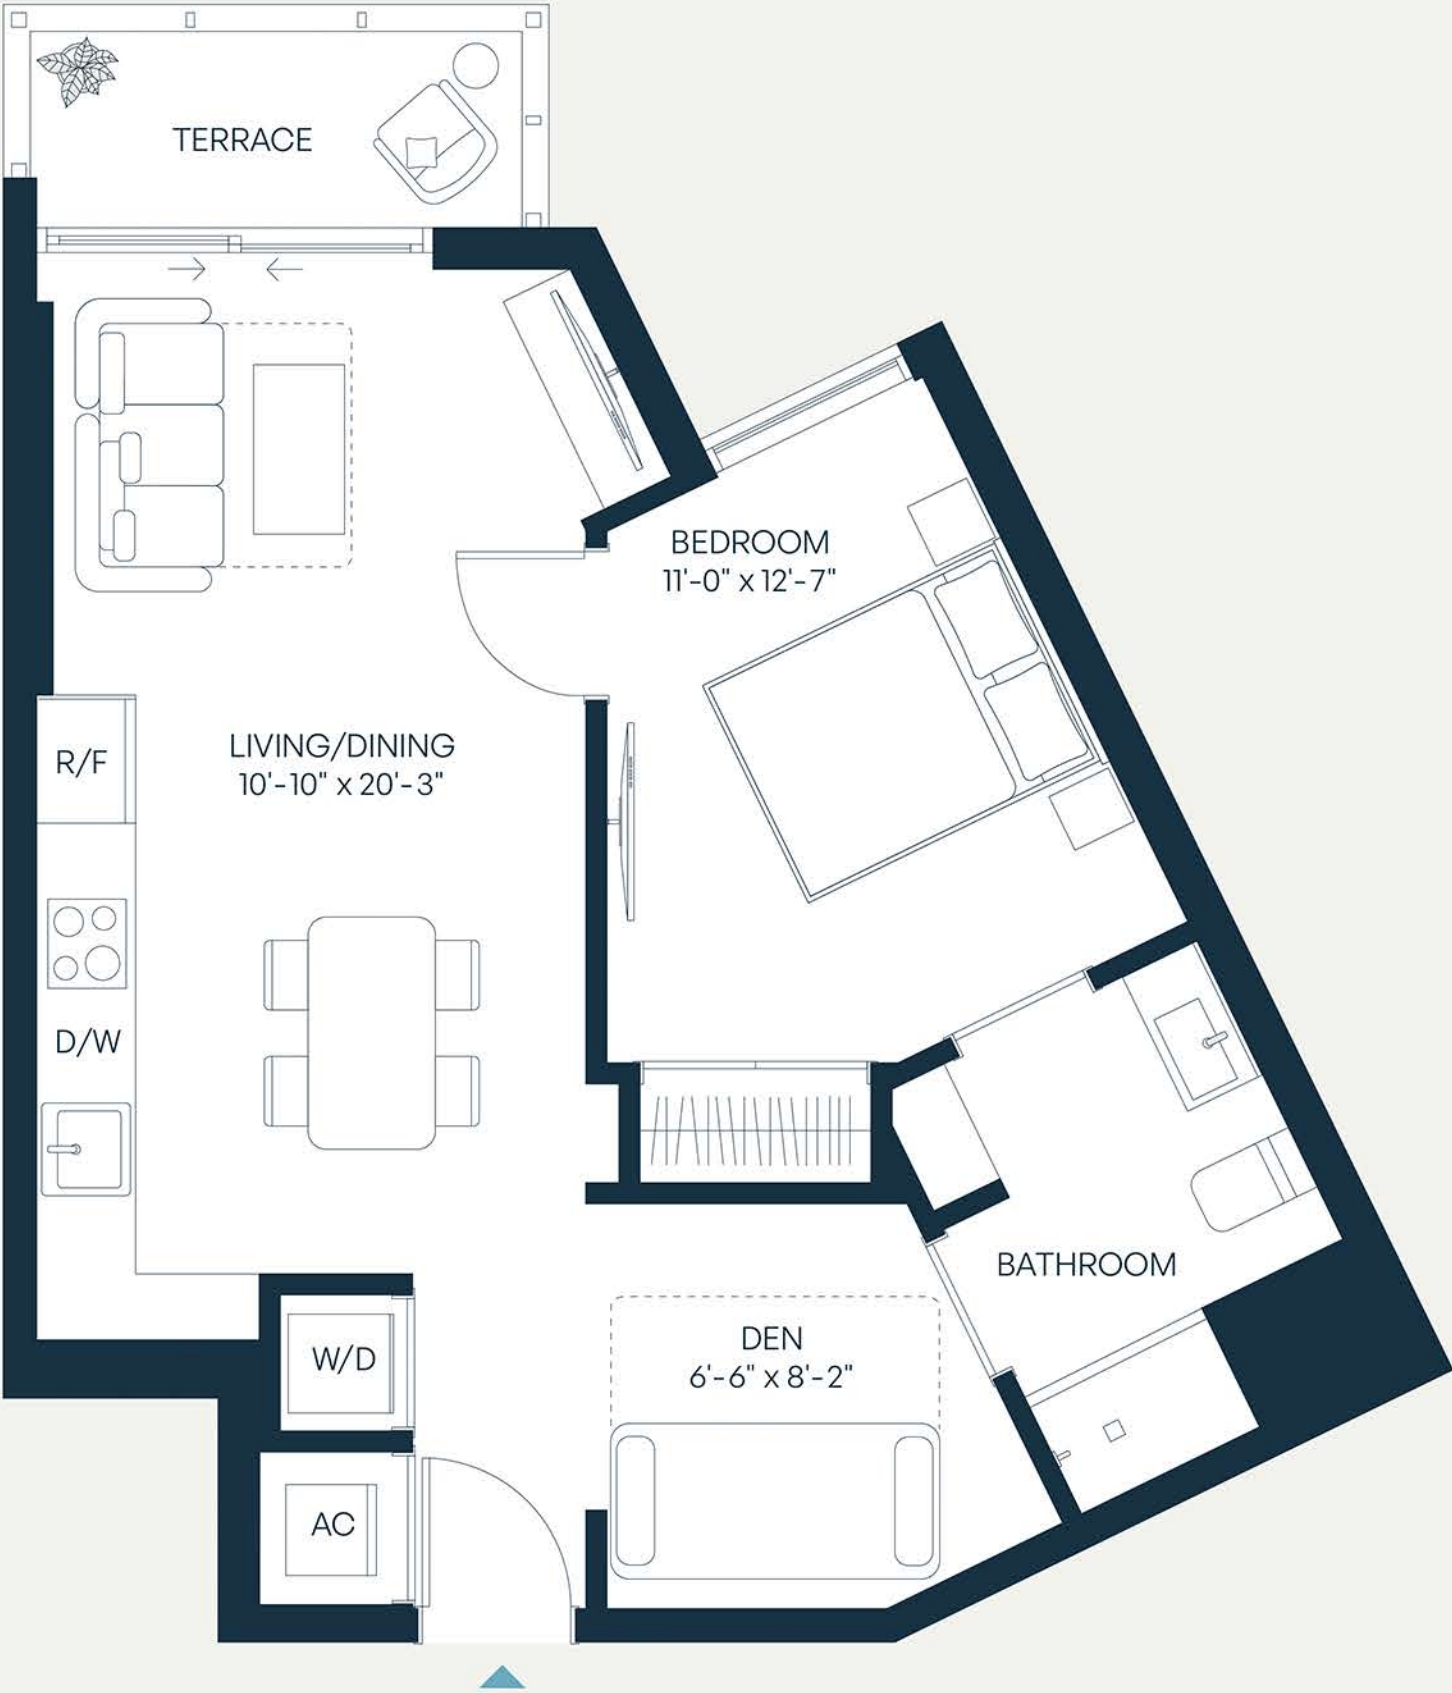 TERRACE
BEDROOM
11'-0" x 12'-7"
LIVING/DINING
10'-10" x 20'-3"
R/F
D/W
BATHROOM
DEN
6'-6" x 8'-2"
W/D
AC